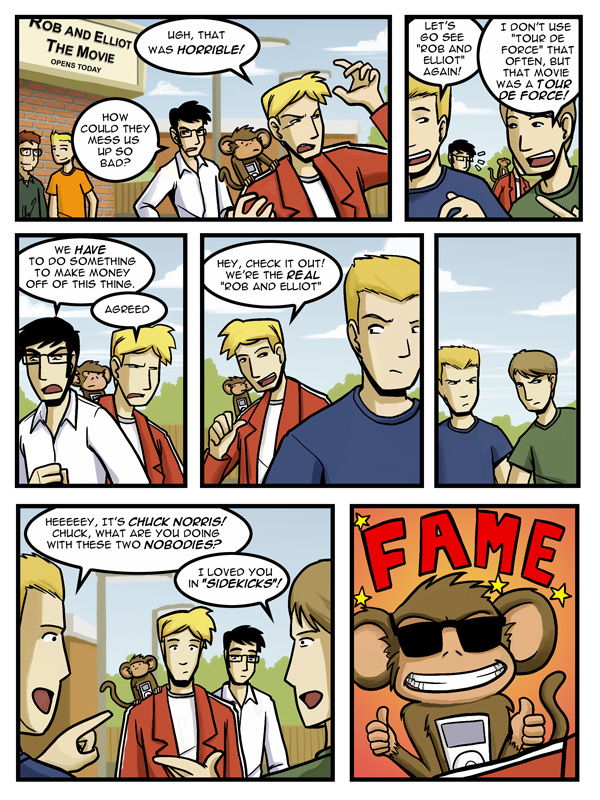 ROB AND ELLIOT
THE MOVIE
OPENS TODAY
UGH, THAT
WAS HORRIBLE!
HOW
COULD THEY
MESS US
UP SO
BAD?
LET'S
GO SEE
"ROB AND
ELLIOT"
AGAIN!
I DON'T USE
"TOUR DE
FORCE" THAT
OFTEN, BUT
THAT MOVIE
WAS A TOUR
DE FORCE!
WE HAVE
TO DO SOMETHING
TO MAKE MONEY
OFF OF THIS THING.
AGREED
HEY, CHECK IT OUT!
WE'RE THE REAL
"ROB AND ELLIOT"
HEEEEEY, IT'S CHUCK NORRIS!
CHUCK, WHAT ARE YOU DOING
WITH THESE TWO NOBODIES?
I LOVED YOU
IN "SIDEKICKS"!
FAME